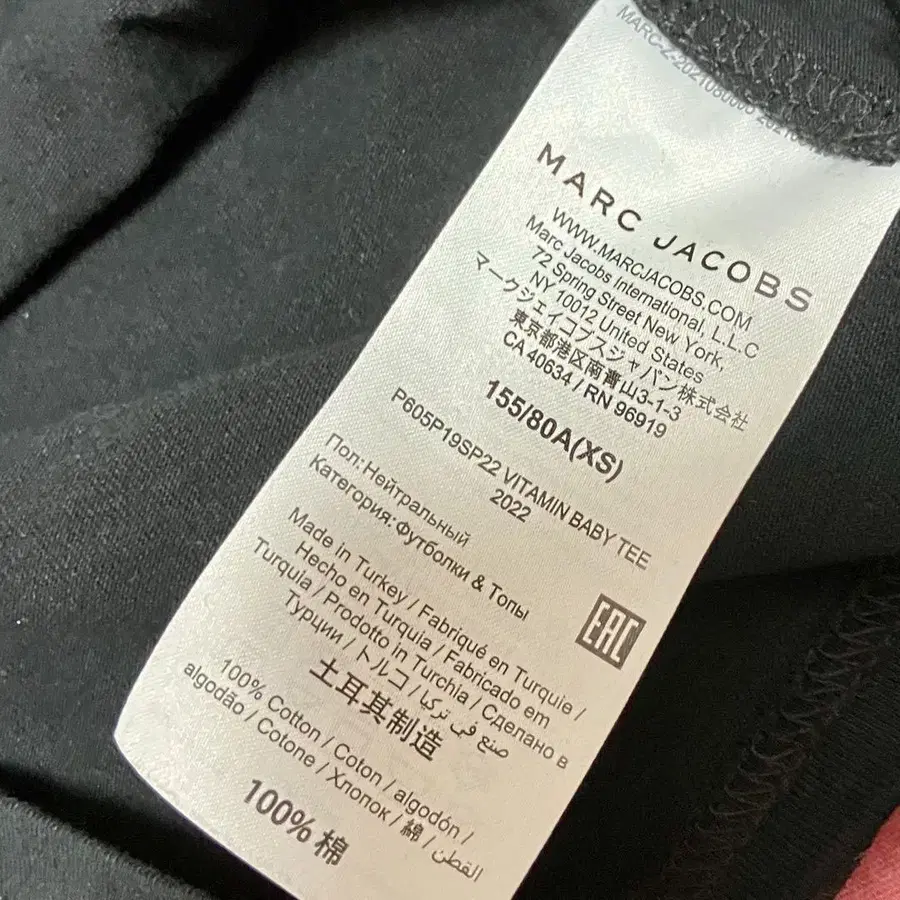 MARC-Z-2021080005
MARC JACOBS
WWW.MARCJACOBS.COM
Marc Jacobs International, L.L.C
72 Spring Street New York,
NY 10012 United States
マークジェイコブスジャパン株式会社
東京都港区南青山3-1-3
CA 40634 / RN 96919
155/80A(XS)
P605P19SP22 VITAMIN BABY TEE
2022
Пол: Нейтральный
Категория: Футболки & Топы
EAC
Made in Turkey / Fabriqué en Turquie /
Hecho en Turquia / Fabricado em
Turquia / Prodotto in Turchia / Сделано в
Турции / トルコ / صنع في تركيا
土耳其制造
100% Cotton / Coton / algodón /
algodão / Cotone / Хлопок / 綿 / القطن
100% 棉